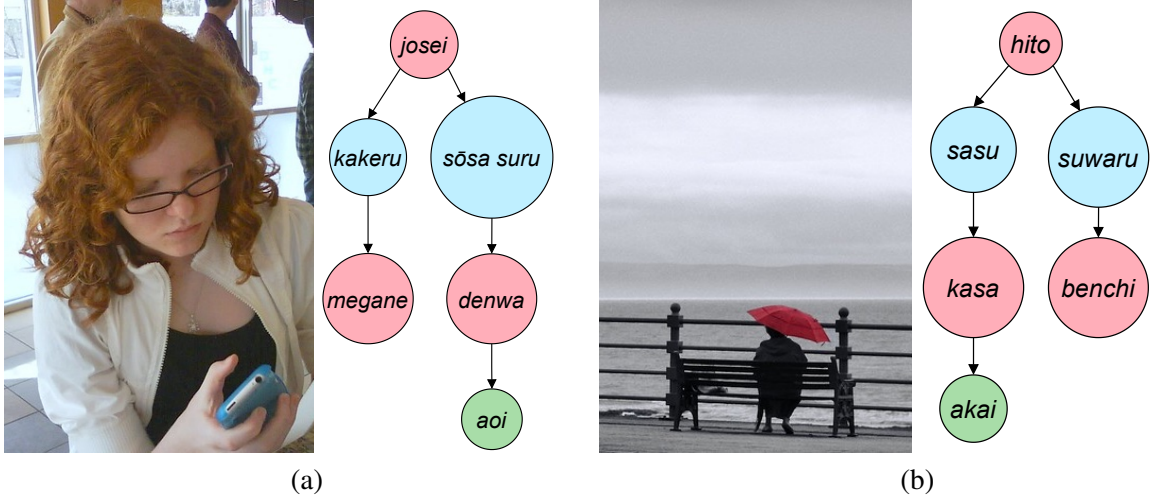 josei
kakeru
sōsa suru
megane
denwa
aoi
(a)
hito
sasu
suwaru
kasa
benchi
akai
(b)